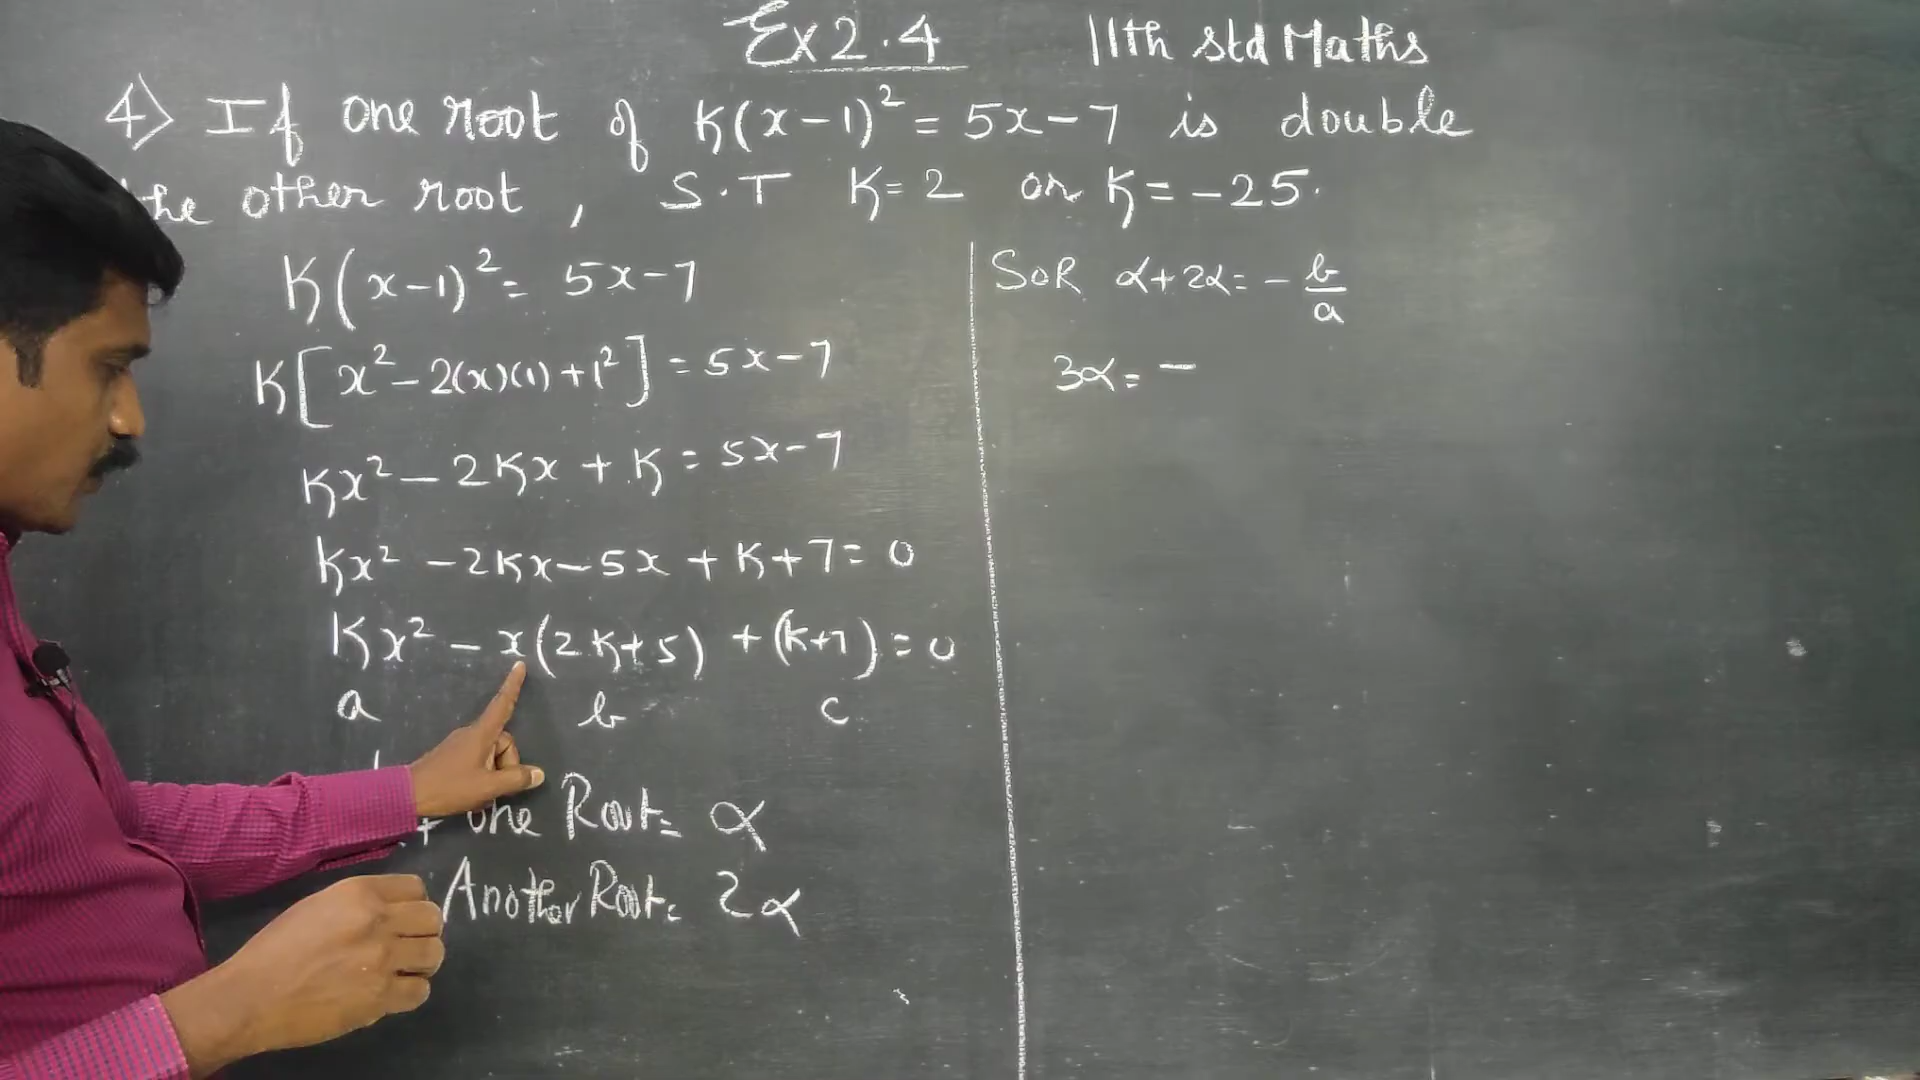 Ex 2.4 11th std Maths
4) If one root of K(x-1)² = 5x-7 is double
the other root, S.T K=2 or K=-25.
K(x-1)² = 5x-7
K[x²-2(x)(1)+1²] = 5x-7
Kx²-2Kx+K = 5x-7
Kx²-2Kx-5x+K+7=0
Kx²-x(2K+5)+(K+7)=0
a b c
one Root = α
Another Root = 2α
SOR α+2α = -b/a
3α = -